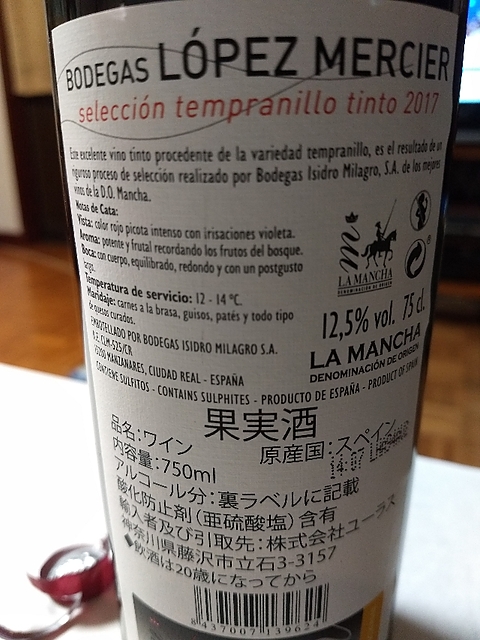 BODEGAS LÓPEZ MERCIER
selección tempranillo tinto 2017
Este excelente vino tinto procedente de la variedad tempranillo, es el resultado de un
riguroso proceso de selección realizado por Bodegas Isidro Milagro, S.A. de los mejores
vinos de la D.O. Mancha.
Notas de Cata:
Vista: color rojo picota intenso con irisaciones violeta.
Aroma: potente y frutal recordando los frutos del bosque.
Boca: con cuerpo, equilibrado, redondo y con un postgusto
largo.
Temperatura de servicio: 12 - 14 ºC.
Maridaje: carnes a la brasa, guisos, patés y todo tipo
de quesos curados.
EMBOTELLADO POR BODEGAS ISIDRO MILAGRO S.A.
R.E. CLM-525/CR
13200 MANZANARES, CIUDAD REAL - ESPAÑA
CONTIENE SULFITOS - CONTAINS SULPHITES - PRODUCTO DE ESPAÑA - PRODUCT OF SPAIN
m
LA MANCHA
DENOMINACIÓN DE ORIGEN
12,5% vol. 75 cl.
LA MANCHA
DENOMINACIÓN DE ORIGEN
果実酒
品名:ワイン
原産国:スペイン
内容量:750ml
アルコール分:裏ラベルに記載
酸化防止剤(亜硫酸塩)含有
輸入者及び引取先:株式会社ユーラス
神奈川県藤沢市立石3-3157
◆飲酒は20歳になってから
8437007139624